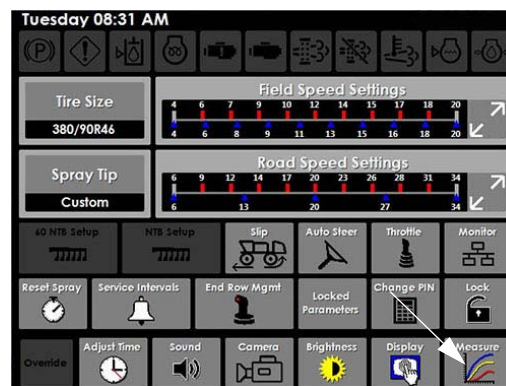 Tuesday 08:31 AM
(P)
Tire Size
380/90R46
Field Speed Settings
4 6 7 9 10 12 14 15 17 18 20
4 6 8 9 11 13 15 16 18 20
Spray Tip
Custom
Road Speed Settings
6 9 12 14 17 20 23 26 28 31 34
6 13 20 27 34
60 NTB Setup NTB Setup Slip Auto Steer Throttle Monitor
Reset Spray Service Intervals End Row Mgmt Locked Parameters Change PIN Lock
Override Adjust Time Sound Camera Brightness Display Measure